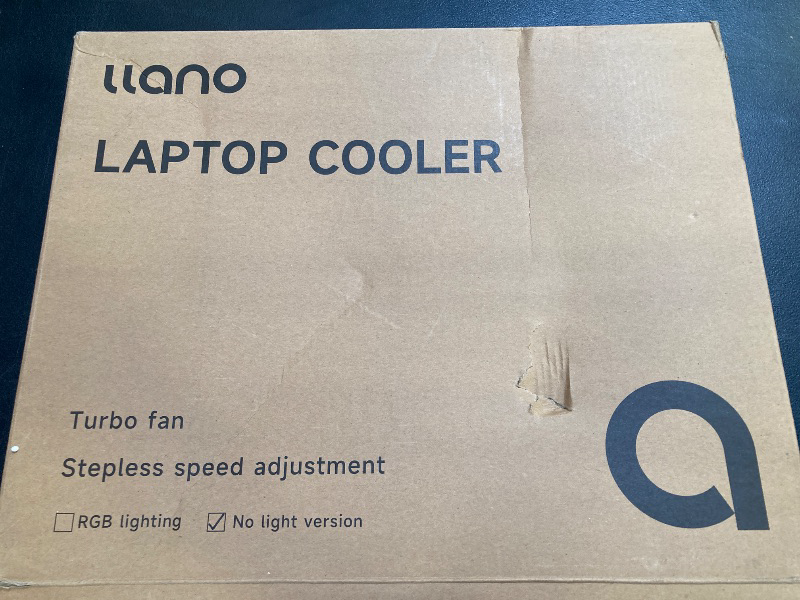 llano
LAPTOP COOLER
Turbo fan
Stepless speed adjustment
RGB lighting No light version